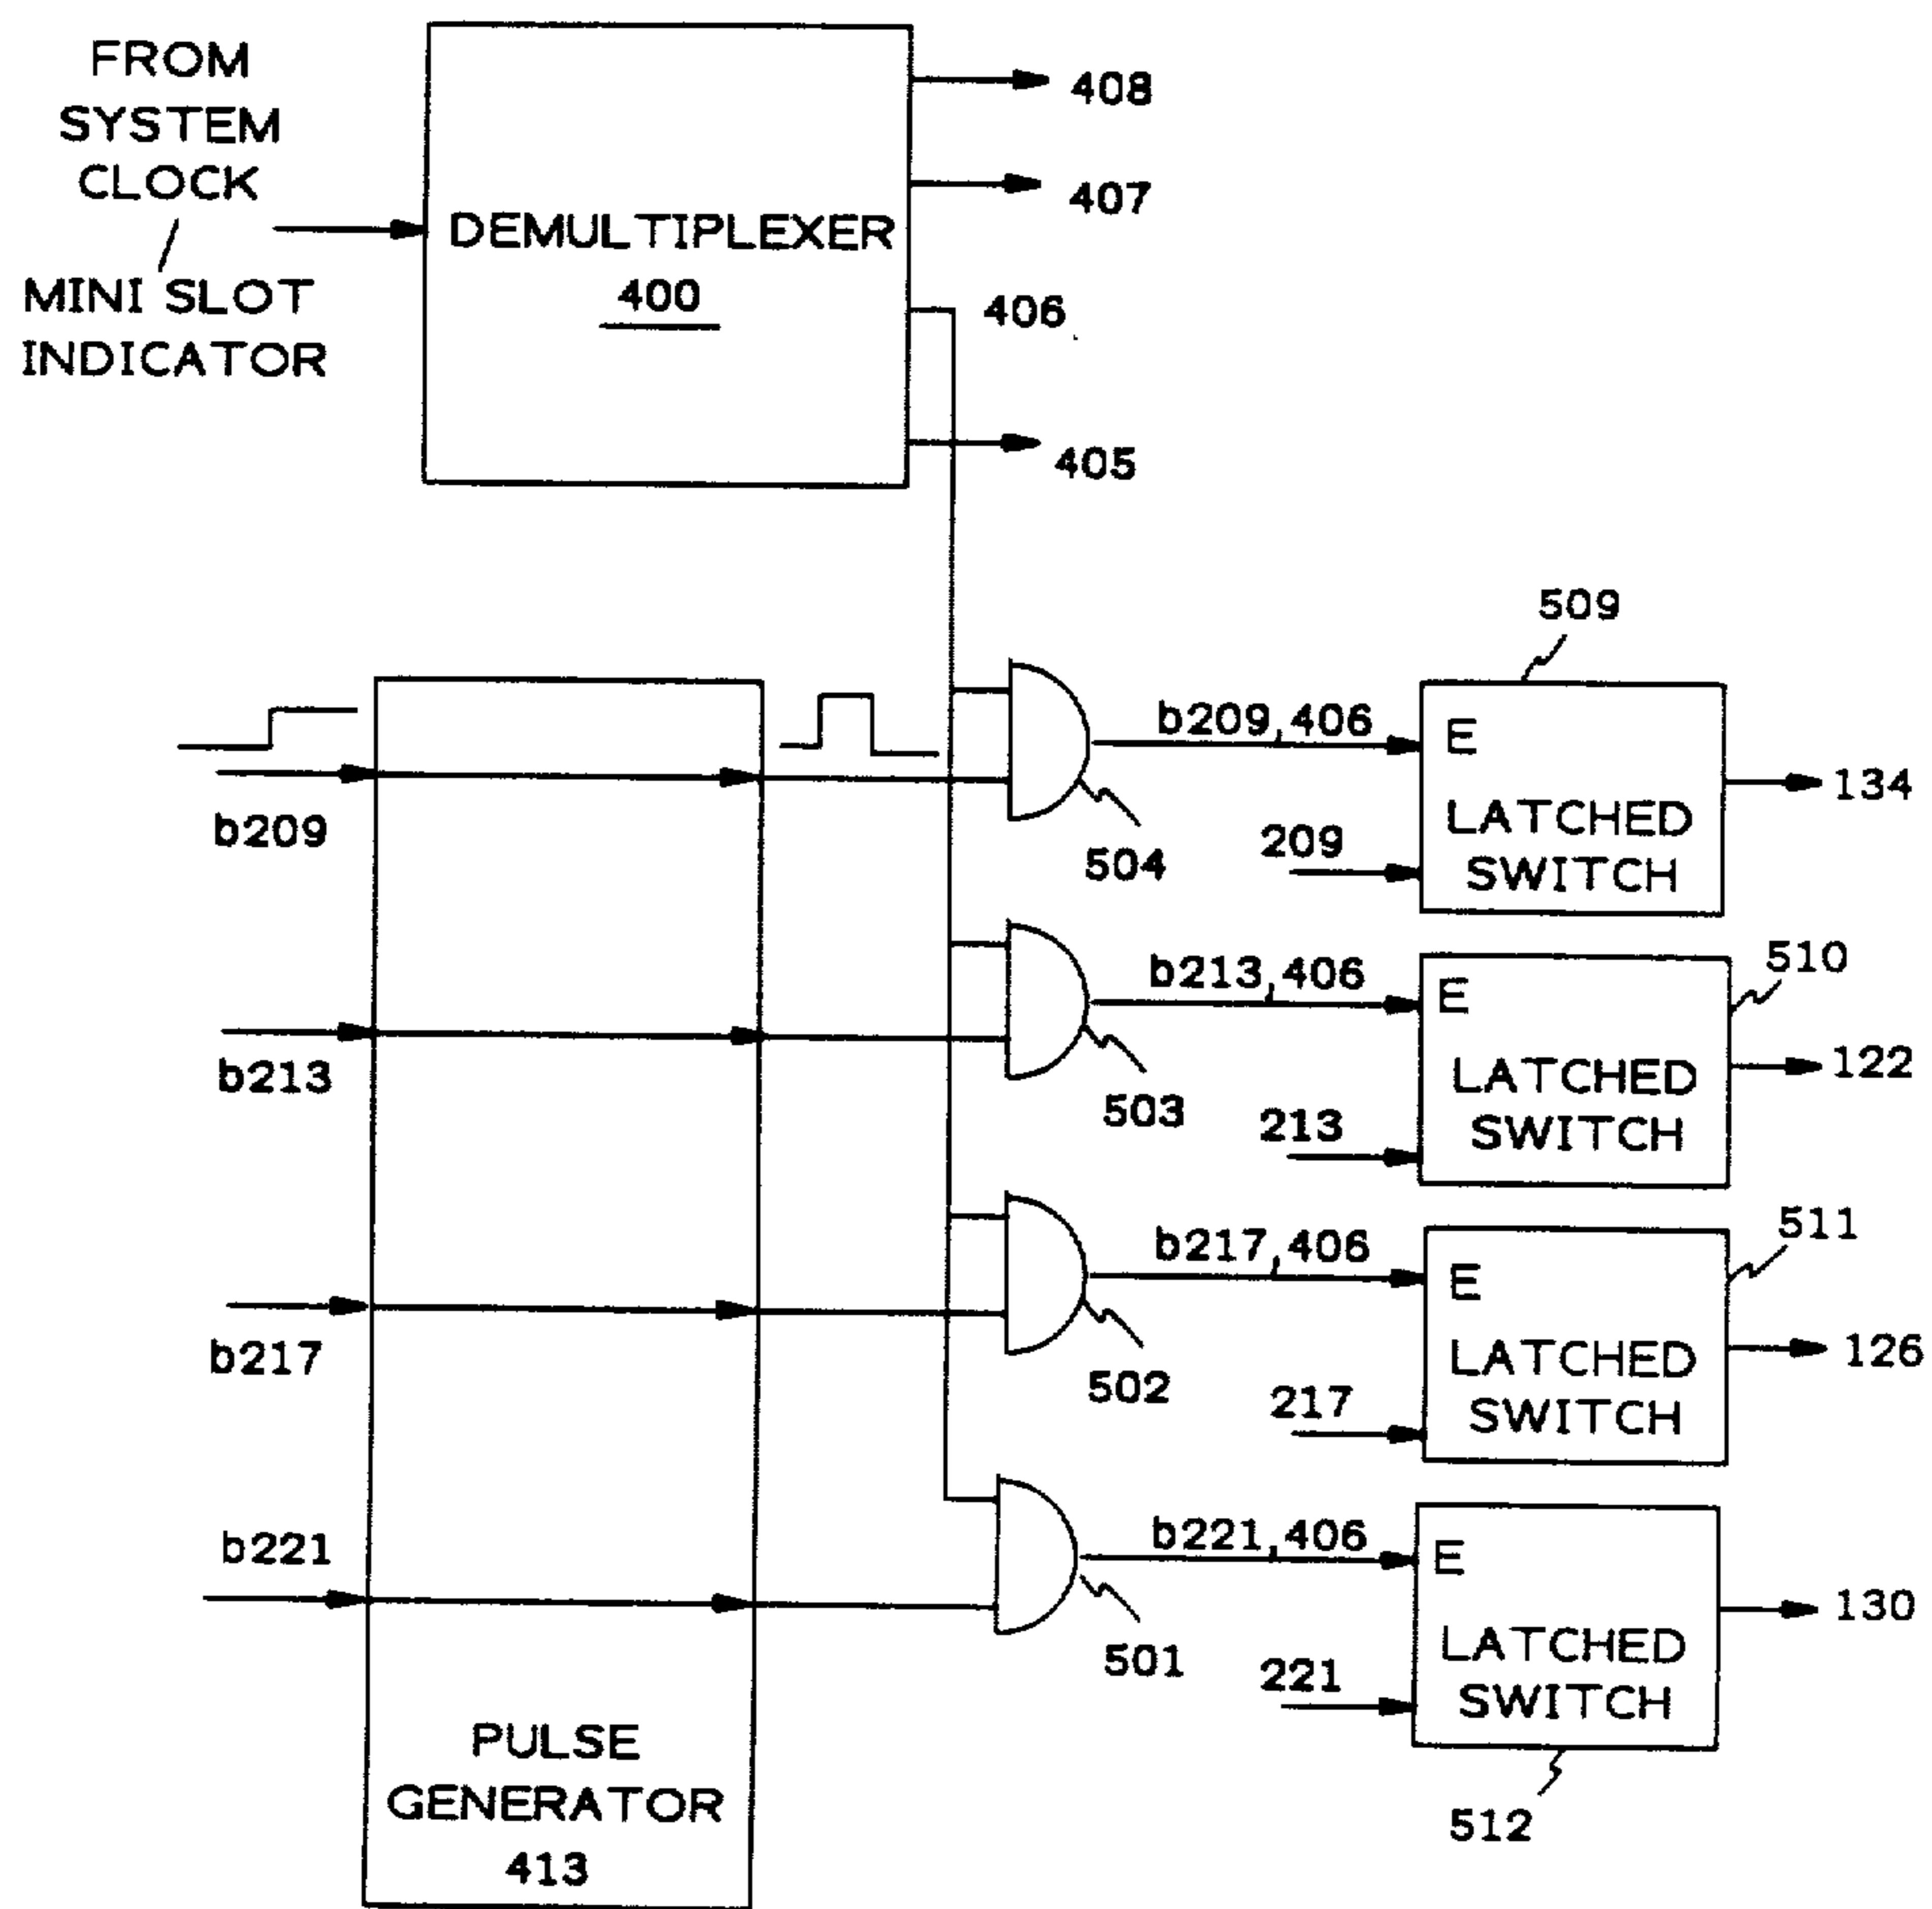 FROM
SYSTEM
CLOCK
/
MINI SLOT
INDICATOR
DEMULTIPLEXER
400
408
407
406
405
b209
b213
b217
b221
PULSE
GENERATOR
413
504
503
502
501
b209,406
509
E
LATCHED
SWITCH
209
134
b213,406
510
E
LATCHED
SWITCH
213
122
b217,406
511
E
LATCHED
SWITCH
217
126
b221,406
E
LATCHED
SWITCH
221
130
512